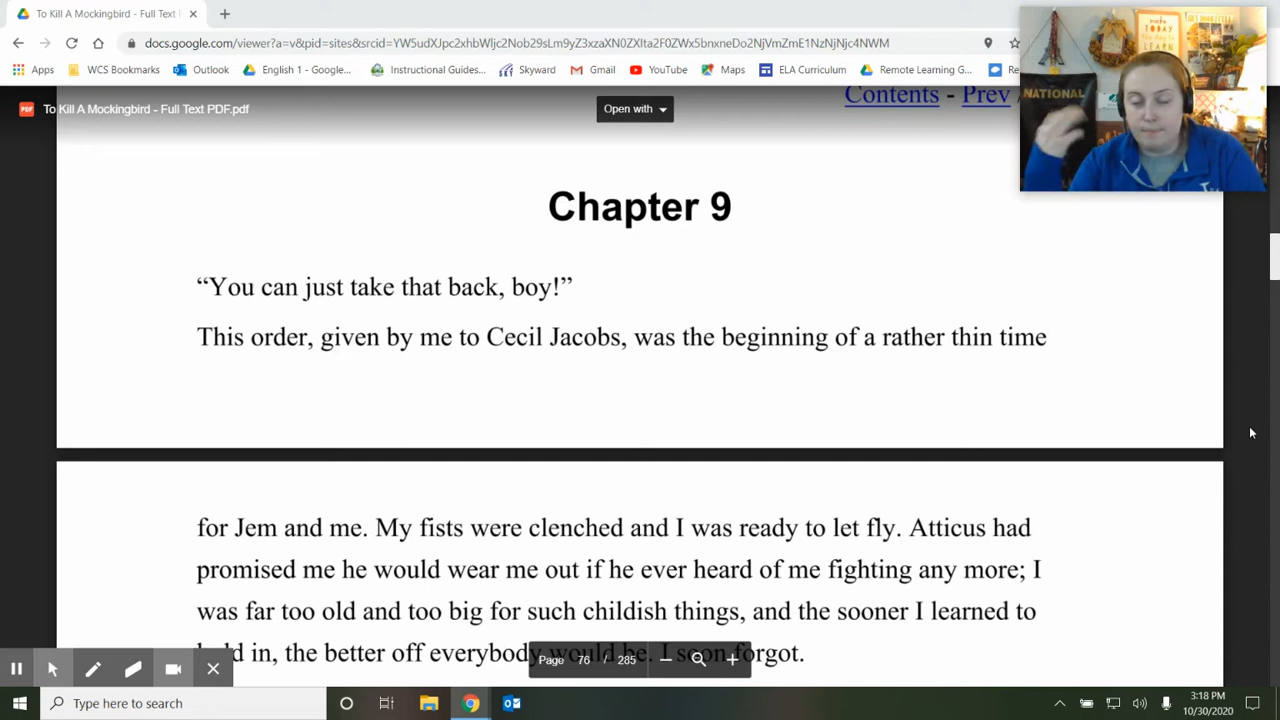 To Kill A Mockingbird - Full Text
docs.google.com/viewer?a=v&pid=sites&srcid=
Apps WCS Bookmarks Outlook English 1 - Google... Instructional Guides... Skyward Gmail YouTube Maps ELA Curriculum Remote Learning G...
To Kill A Mockingbird - Full Text PDF.pdf
Open with
Contents - Prev
NATIONAL
Chapter 9
“You can just take that back, boy!”
This order, given by me to Cecil Jacobs, was the beginning of a rather thin time
for Jem and me. My fists were clenched and I was ready to let fly. Atticus had
promised me he would wear me out if he ever heard of me fighting any more; I
was far too old and too big for such childish things, and the sooner I learned to
in, the better off everybody would be. I soon forgot.
Page 76 / 285
Type here to search
3:18 PM
10/30/2020